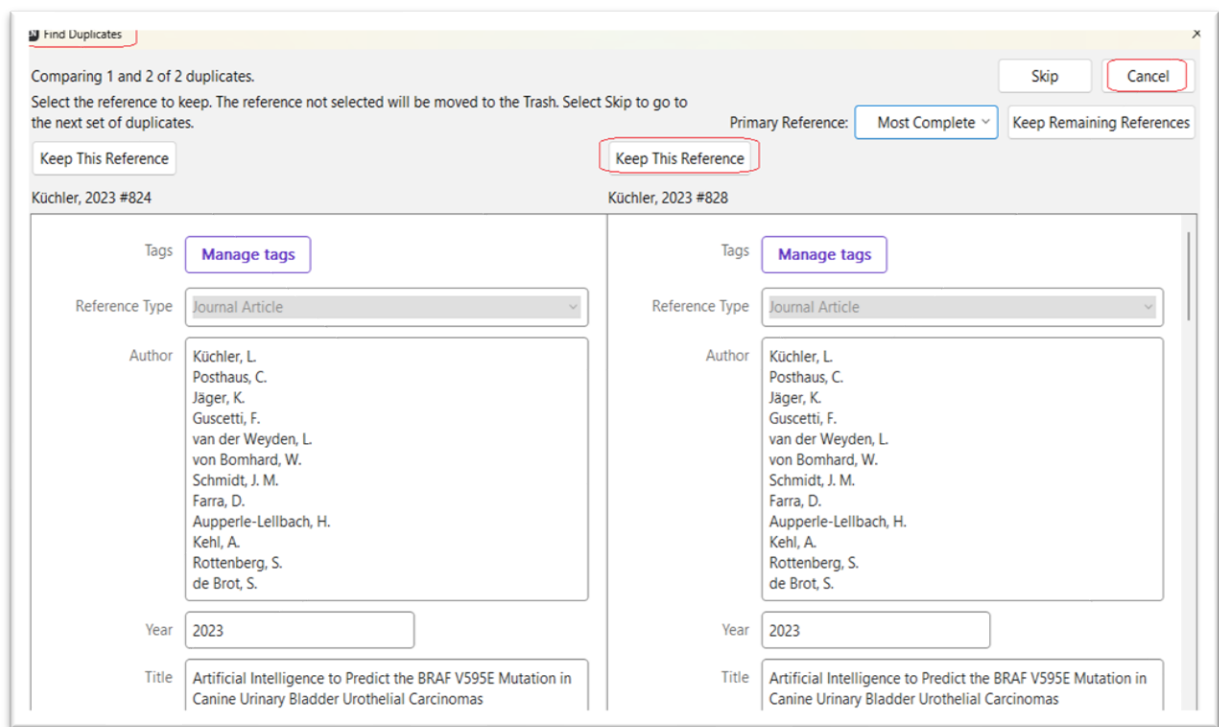 Find Duplicates
Comparing 1 and 2 of 2 duplicates.
Skip
Cancel
Select the reference to keep. The reference not selected will be moved to the Trash. Select Skip to go to
the next set of duplicates.
Primary Reference:
Most Complete
Keep Remaining References
Keep This Reference
Keep This Reference
Küchler, 2023 #824
Küchler, 2023 #828
Tags
Manage tags
Reference Type
Journal Article
Author
Küchler, L.
Posthaus, C.
Jäger, K.
Guscetti, F.
van der Weyden, L.
von Bomhard, W.
Schmidt, J. M.
Farra, D.
Aupperle-Lellbach, H.
Kehl, A.
Rottenberg, S.
de Brot, S.
Year
2023
Title
Artificial Intelligence to Predict the BRAF V595E Mutation in
Canine Urinary Bladder Urothelial Carcinomas
Tags
Manage tags
Reference Type
Journal Article
Author
Küchler, L.
Posthaus, C.
Jäger, K.
Guscetti, F.
van der Weyden, L.
von Bomhard, W.
Schmidt, J. M.
Farra, D.
Aupperle-Lellbach, H.
Kehl, A.
Rottenberg, S.
de Brot, S.
Year
2023
Title
Artificial Intelligence to Predict the BRAF V595E Mutation in
Canine Urinary Bladder Urothelial Carcinomas